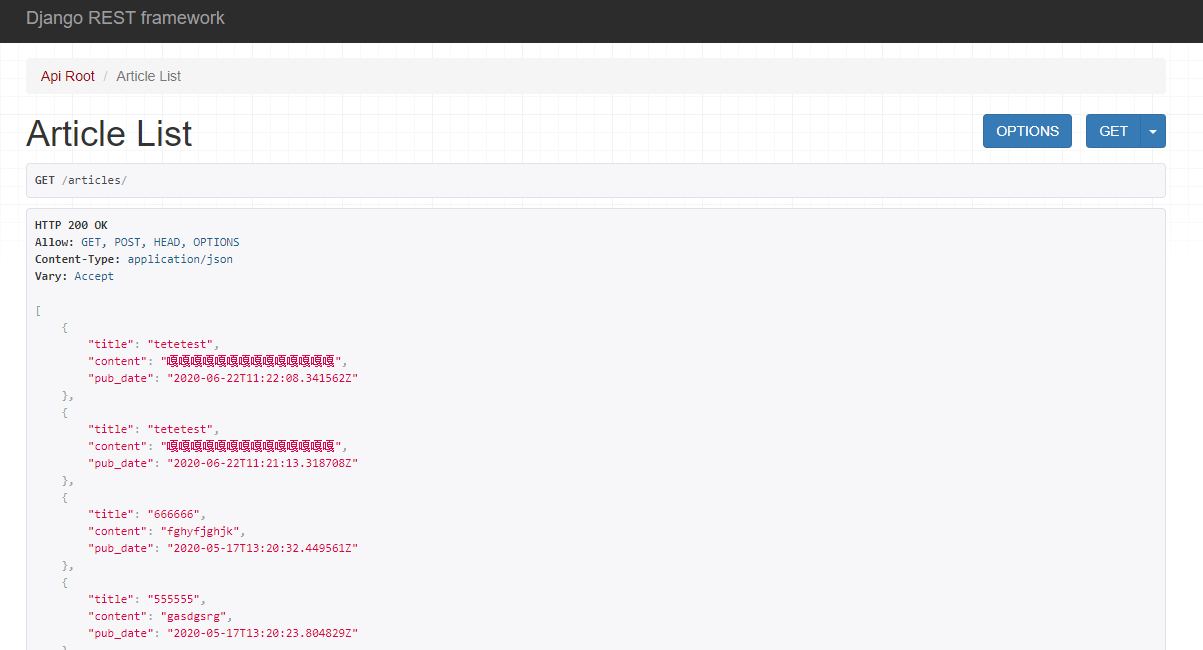 Django REST framework
Api Root / Article List
Article List
OPTIONS
GET
GET /articles/
HTTP 200 OK
Allow: GET, POST, HEAD, OPTIONS
Content-Type: application/json
Vary: Accept
[
{
"title": "tetetest",
"content": "嘎嘎嘎嘎嘎嘎嘎嘎嘎嘎嘎嘎嘎嘎",
"pub_date": "2020-06-22T11:22:08.341562Z"
},
{
"title": "tetetest",
"content": "嘎嘎嘎嘎嘎嘎嘎嘎嘎嘎嘎嘎嘎嘎",
"pub_date": "2020-06-22T11:21:13.318708Z"
},
{
"title": "666666",
"content": "fghyfjghjk",
"pub_date": "2020-05-17T13:20:32.449561Z"
},
{
"title": "555555",
"content": "gasdgsrg",
"pub_date": "2020-05-17T13:20:23.804829Z"